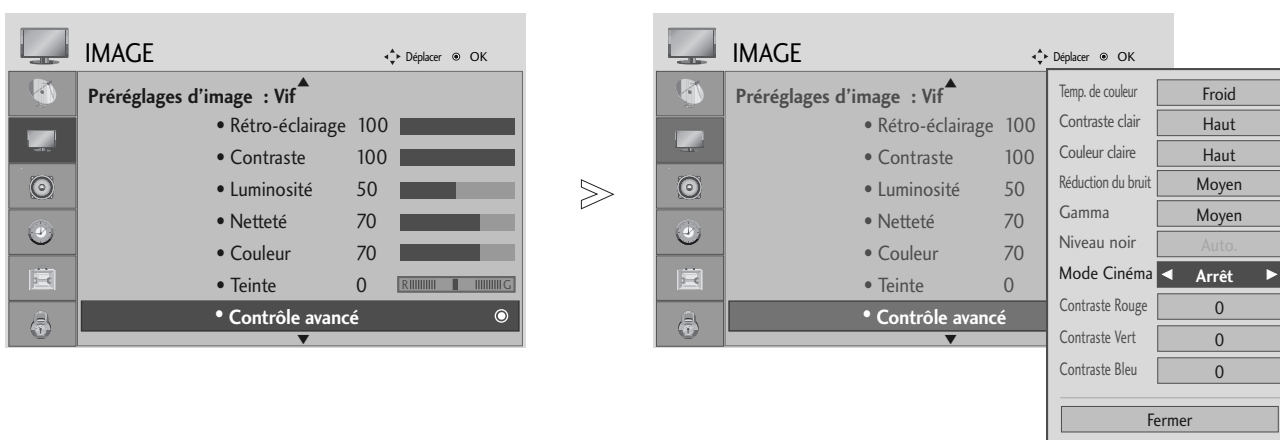 IMAGE
Déplacer OK
Préréglages d'image : Vif
• Rétro-éclairage 100
• Contraste 100
• Luminosité 50
• Netteté 70
• Couleur 70
• Teinte 0 R G
• Contrôle avancé
IMAGE
Déplacer OK
Préréglages d'image : Vif
• Rétro-éclairage 100
• Contraste 100
• Luminosité 50
• Netteté 70
• Couleur 70
• Teinte 0
• Contrôle avancé
Temp. de couleur Froid
Contraste clair Haut
Couleur claire Haut
Réduction du bruit Moyen
Gamma Moyen
Niveau noir Auto.
Mode Cinéma ◄ Arrêt ►
Contraste Rouge 0
Contraste Vert 0
Contraste Bleu 0
Fermer